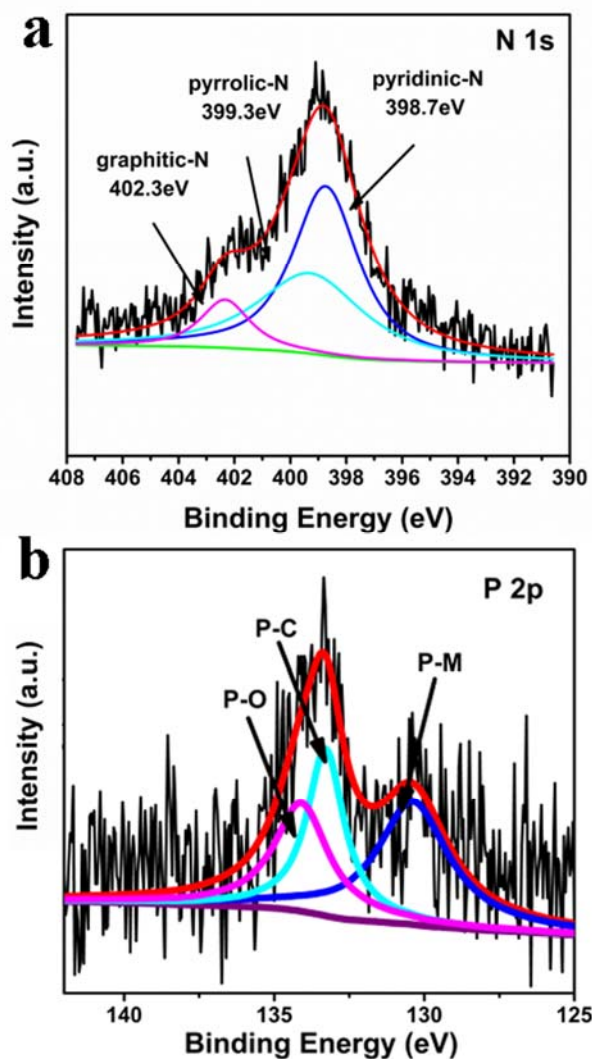 a
N 1s
pyrrolic-N
399.3eV
pyridinic-N
398.7eV
graphitic-N
402.3eV
Intensity (a.u.)
408 406 404 402 400 398 396 394 392 390
Binding Energy (eV)
b
P 2p
P-C
P-M
P-O
Intensity (a.u.)
140 135 130 125
Binding Energy (eV)